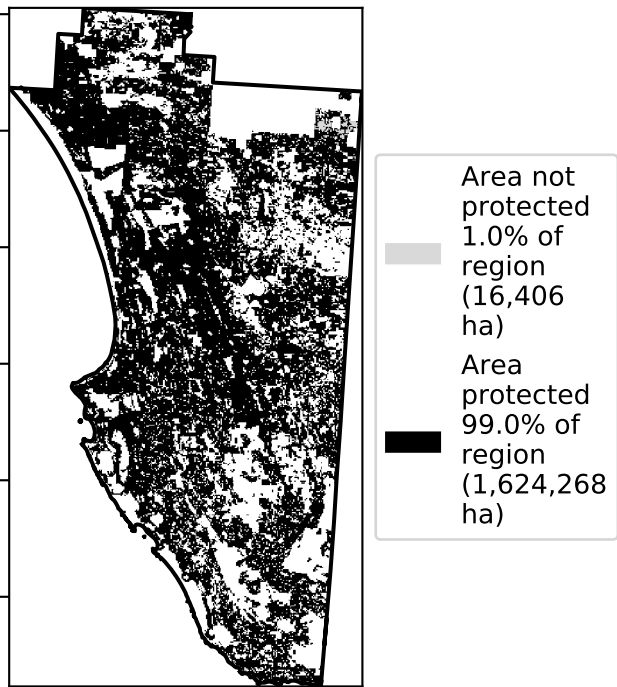 Area not
protected
1.0% of
region
(16,406
ha)
Area
protected
99.0% of
region
(1,624,268
ha)